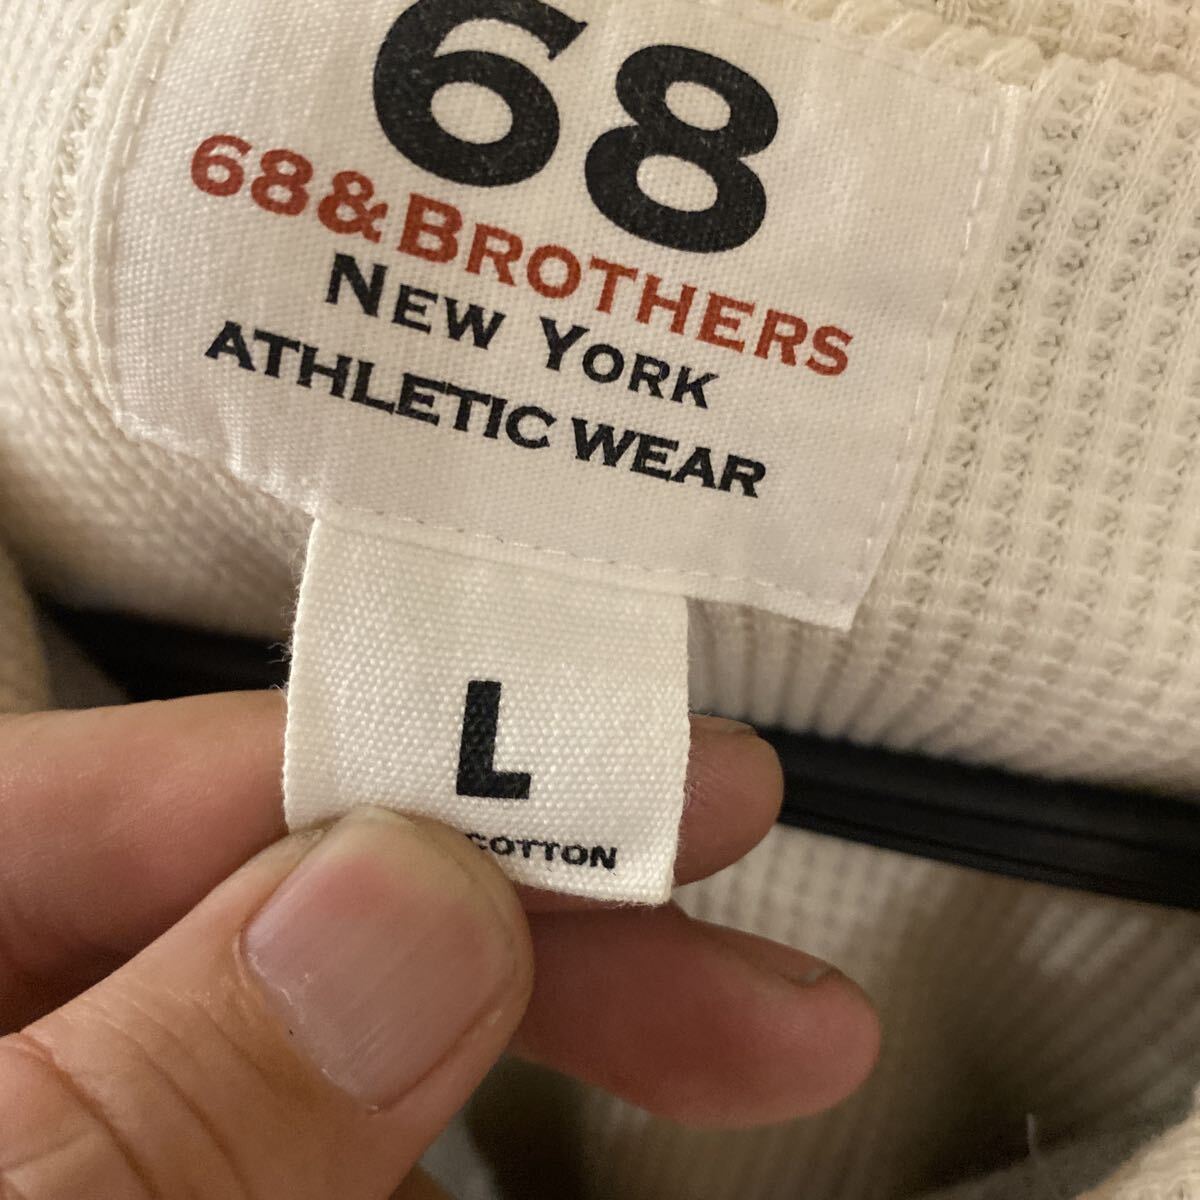 68
68&BROTHERS
NEW YORK
ATHLETIC WEAR
L
COTTON